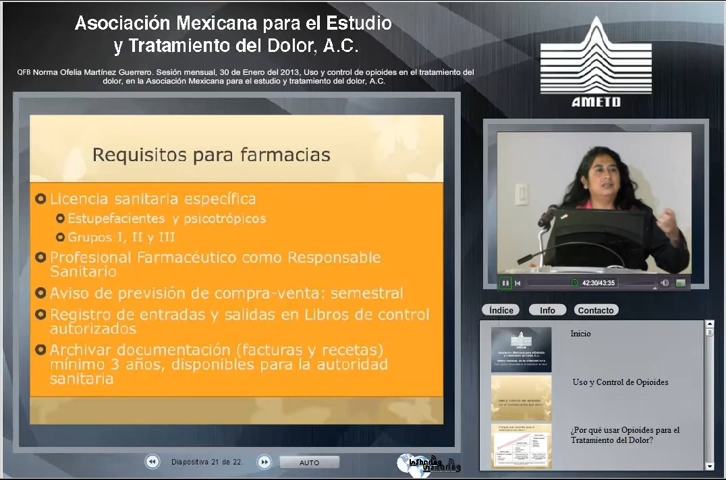 Asociación Mexicana para el Estudio
y Tratamiento del Dolor, A.C.
QFB Norma Ofelia Martínez Guerrero. Sesión mensual, 30 de Enero del 2013, Uso y control de opioides en el tratamiento del
dolor, en la Asociación Mexicana para el estudio y tratamiento del dolor, A.C.
AMETD
Requisitos para farmacias
Licencia sanitaria específica
Estupefacientes y psicotrópicos
Grupos I, II y III
Profesional Farmacéutico como Responsable
Sanitario
Aviso de previsión de compra-venta: semestral
Registro de entradas y salidas en Libros de control
autorizados
Archivar documentación (facturas y recetas)
mínimo 3 años, disponibles para la autoridad
sanitaria
42:30/43:35
Índice
Info
Contacto
Inicio
Uso y Control de Opioides
¿Por qué usar Opioides para el
Tratamiento del Dolor?
Diapositiva 21 de 22.
AUTO